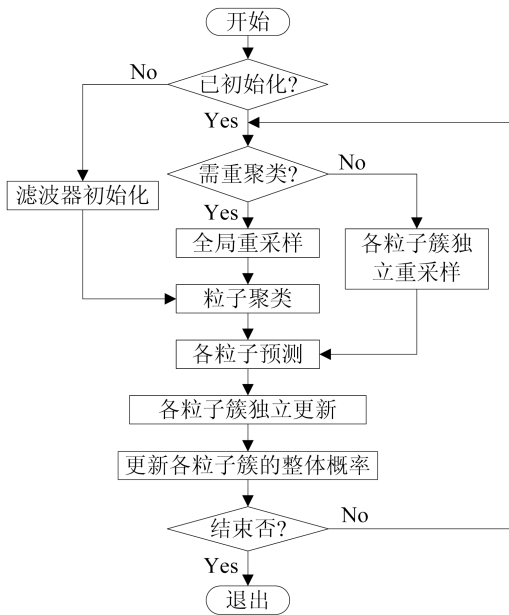 开始
No
已初始化?
Yes
需重聚类?
No
滤波器初始化
Yes
全局重采样
各粒子簇独
立重采样
粒子聚类
各粒子预测
各粒子簇独立更新
更新各粒子簇的整体概率
结束否?
No
Yes
退出